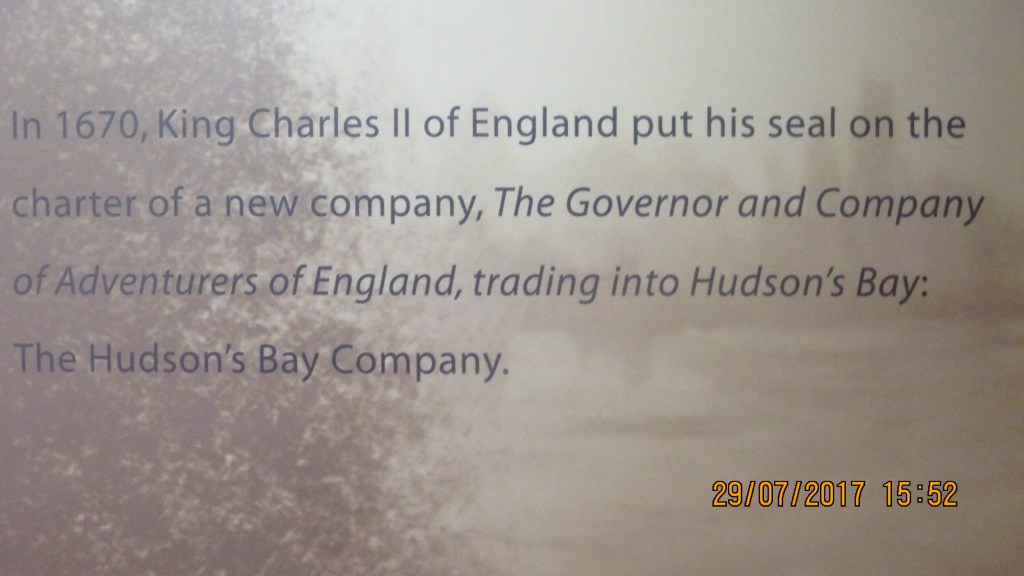 In 1670, King Charles II of England put his seal on the
charter of a new company, The Governor and Company
of Adventurers of England, trading into Hudson's Bay:
The Hudson's Bay Company.
29/07/2017 15:52